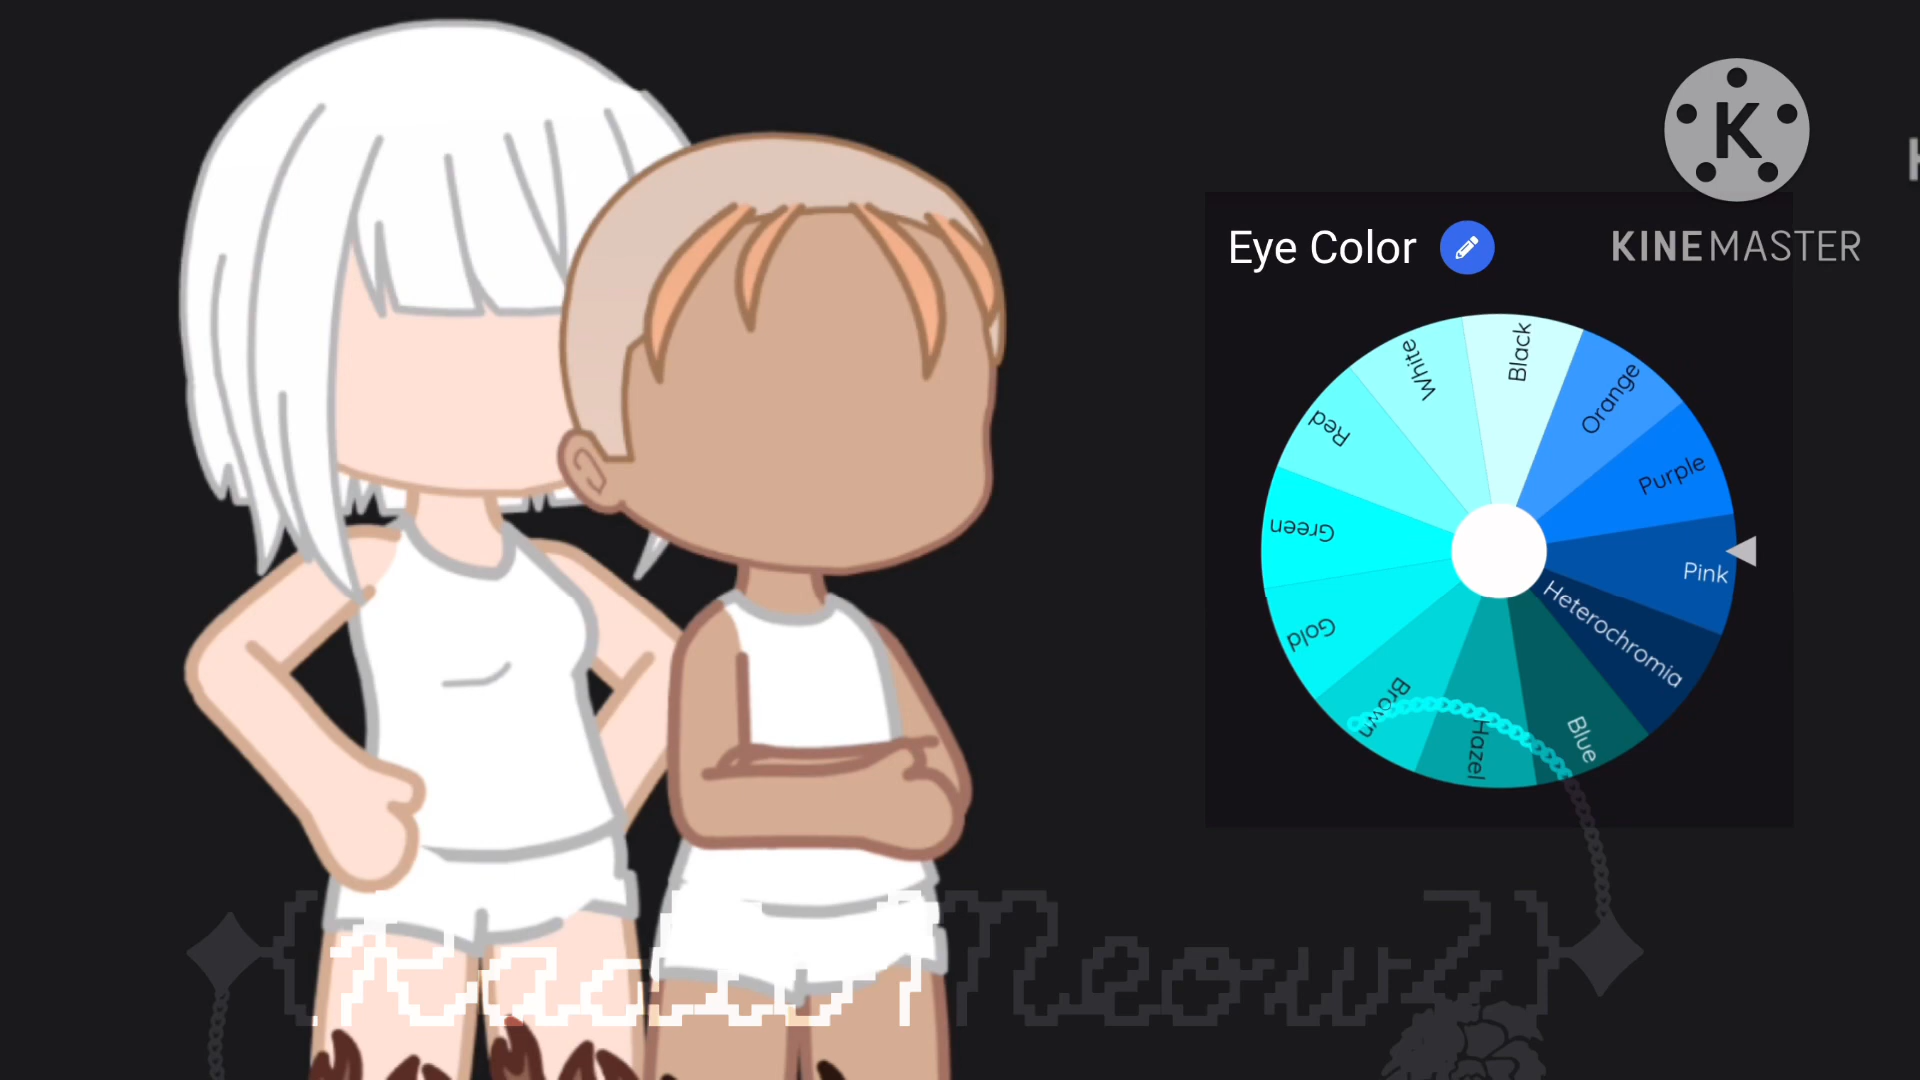 K
KINEMASTER
Eye Color
Black
Orange
Purple
Pink
Heterochromia
Blue
Hazel
Brown
Gold
Green
Red
White